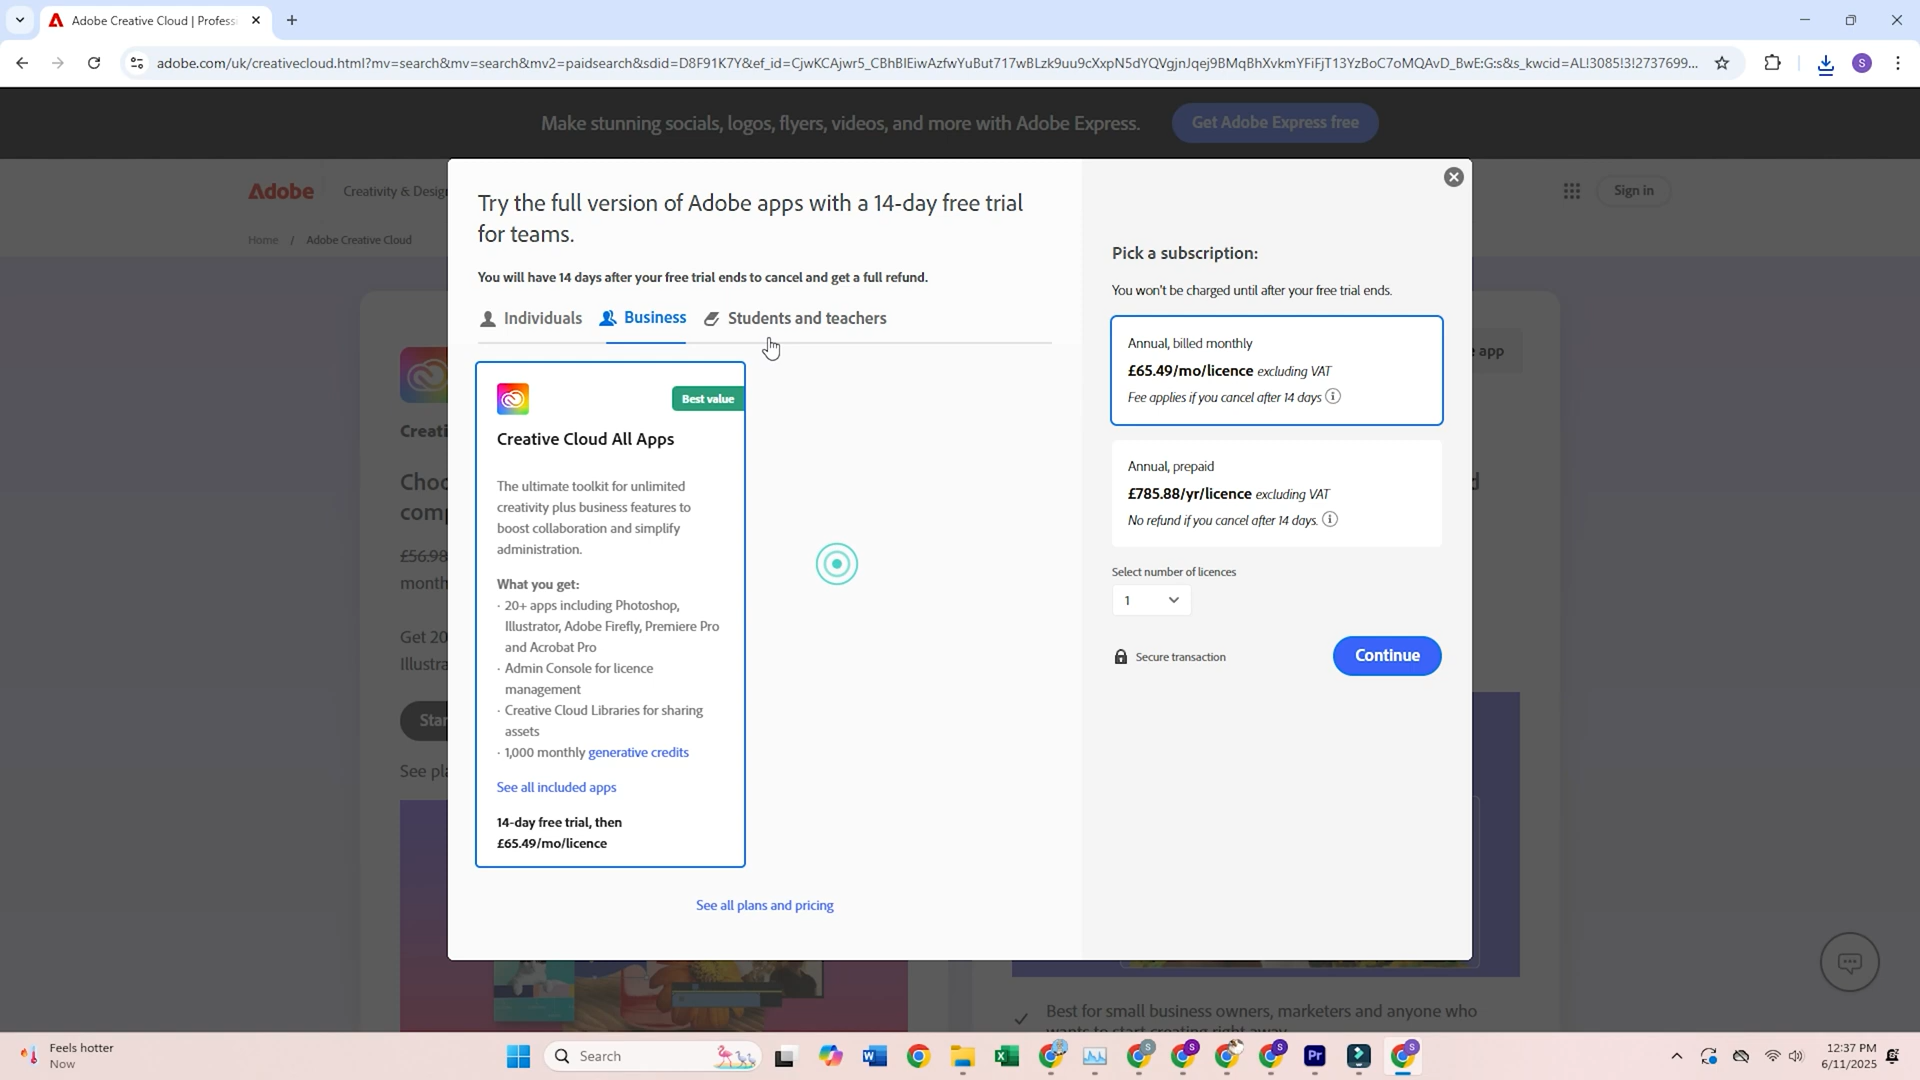 Adobe Creative Cloud | Profess
adobe.com/uk/creativecloud.html?mv=search&mv=search&mv2=paidsearch&sdid=D8F91K7Y&ef_id=CjwKCAjwr5_CBhBlEiwAzfwYuBut717wBLzk9uu9cXxpN5dYQVgjnJqej9BMqBhXvkmYFiFjT13YzBoC7oMQAvD_BwE:G:s&s_kwcid=AL!3085!3!2737699...
S
Make stunning socials, logos, flyers, videos, and more with Adobe Express.
Get Adobe Express free
Adobe
Creativity & Desig
Sign in
Home / Adobe Creative Cloud
Try the full version of Adobe apps with a 14-day free trial
for teams.
You will have 14 days after your free trial ends to cancel and get a full refund.
Individuals
Business
Students and teachers
Best value
Creative Cloud All Apps
The ultimate toolkit for unlimited
creativity plus business features to
boost collaboration and simplify
administration.
What you get:
· 20+ apps including Photoshop,
Illustrator, Adobe Firefly, Premiere Pro
and Acrobat Pro
· Admin Console for licence
management
· Creative Cloud Libraries for sharing
assets
· 1,000 monthly generative credits
See all included apps
14-day free trial, then
£65.49/mo/licence
See all plans and pricing
Pick a subscription:
You won't be charged until after your free trial ends.
Annual, billed monthly
£65.49/mo/licence excluding VAT
Fee applies if you cancel after 14 days
Annual, prepaid
£785.88/yr/licence excluding VAT
No refund if you cancel after 14 days.
Select number of licences
1
Secure transaction
Continue
Creati
Choo
comp
£56.98
month
Get 20
Illustra
Star
See pla
e app
d
Best for small business owners, marketers and anyone who
wants to start creating right away
Feels hotter
Now
Search
Pr
12:37 PM
6/11/2025